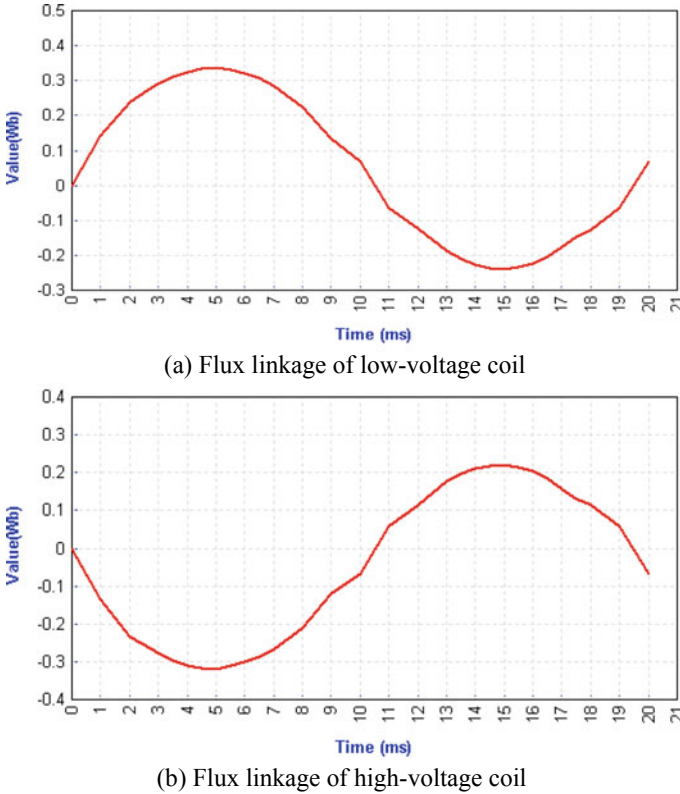 0.5
0.4
0.3
0.2
0.1
0
-0.1
-0.2
-0.3
Value(Wb)
0 1 2 3 4 5 6 7 8 9 10 11 12 13 14 15 16 17 18 19 20 21
Time (ms)
(a) Flux linkage of low-voltage coil
0.4
0.3
0.2
0.1
0
-0.1
-0.2
-0.3
-0.4
Value(Wb)
0 1 2 3 4 5 6 7 8 9 10 11 12 13 14 15 16 17 18 19 20 21
Time (ms)
(b) Flux linkage of high-voltage coil